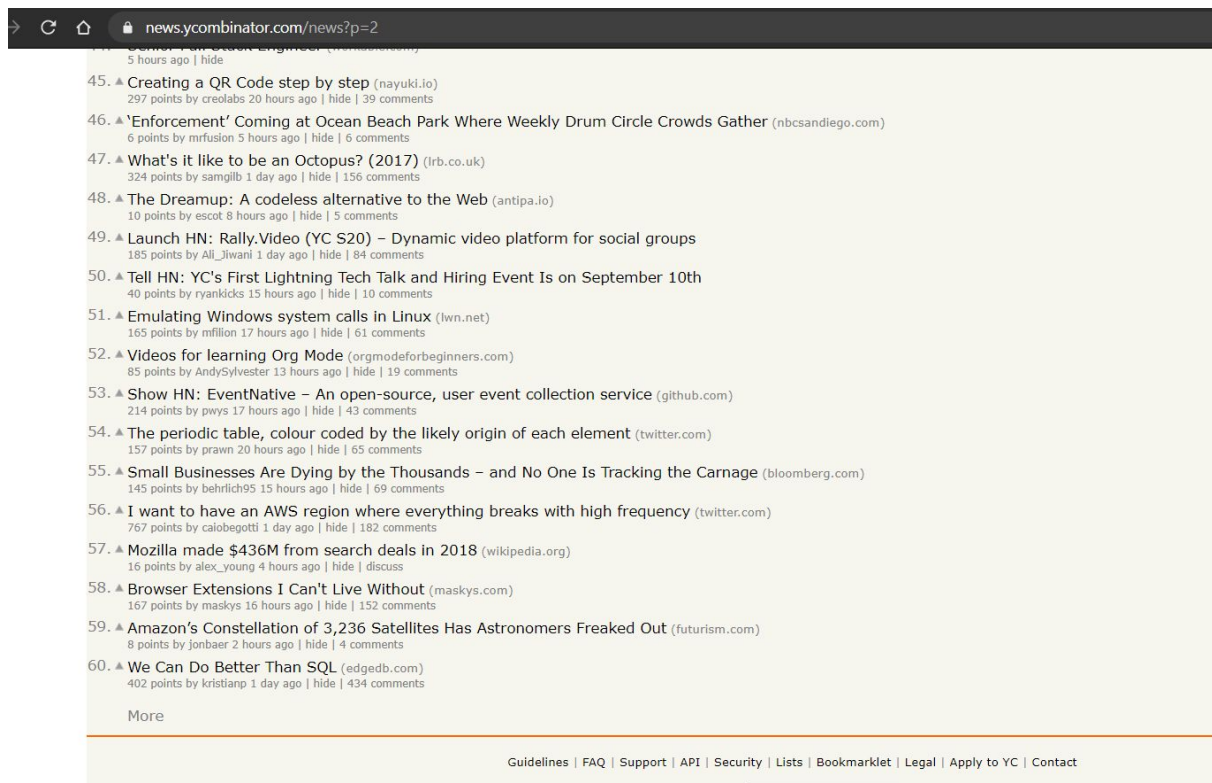 news.ycombinator.com/news?p=2
5 hours ago | hide
45. Creating a QR Code step by step (nayuki.io)
297 points by creolabs 20 hours ago | hide | 39 comments
46. ‘Enforcement’ Coming at Ocean Beach Park Where Weekly Drum Circle Crowds Gather (nbcsandiego.com)
6 points by mrfusion 5 hours ago | hide | 6 comments
47. What's it like to be an Octopus? (2017) (lrb.co.uk)
324 points by samgilb 1 day ago | hide | 156 comments
48. The Dreamup: A codeless alternative to the Web (antipa.io)
10 points by escot 8 hours ago | hide | 5 comments
49. Launch HN: Rally.Video (YC S20) – Dynamic video platform for social groups
185 points by Ali_Jiwani 1 day ago | hide | 84 comments
50. Tell HN: YC's First Lightning Tech Talk and Hiring Event Is on September 10th
40 points by ryankicks 15 hours ago | hide | 10 comments
51. Emulating Windows system calls in Linux (lwn.net)
165 points by mfilion 17 hours ago | hide | 61 comments
52. Videos for learning Org Mode (orgmodeforbeginners.com)
85 points by AndySylvester 13 hours ago | hide | 19 comments
53. Show HN: EventNative – An open-source, user event collection service (github.com)
214 points by pwys 17 hours ago | hide | 43 comments
54. The periodic table, colour coded by the likely origin of each element (twitter.com)
157 points by prawn 20 hours ago | hide | 65 comments
55. Small Businesses Are Dying by the Thousands – and No One Is Tracking the Carnage (bloomberg.com)
145 points by behrlich95 15 hours ago | hide | 69 comments
56. I want to have an AWS region where everything breaks with high frequency (twitter.com)
767 points by caiobegotti 1 day ago | hide | 182 comments
57. Mozilla made $436M from search deals in 2018 (wikipedia.org)
16 points by alex_young 4 hours ago | hide | discuss
58. Browser Extensions I Can't Live Without (maskys.com)
167 points by maskys 16 hours ago | hide | 152 comments
59. Amazon’s Constellation of 3,236 Satellites Has Astronomers Freaked Out (futurism.com)
8 points by jonbaer 2 hours ago | hide | 4 comments
60. We Can Do Better Than SQL (edgedb.com)
402 points by kristianp 1 day ago | hide | 434 comments
More
Guidelines | FAQ | Support | API | Security | Lists | Bookmarklet | Legal | Apply to YC | Contact